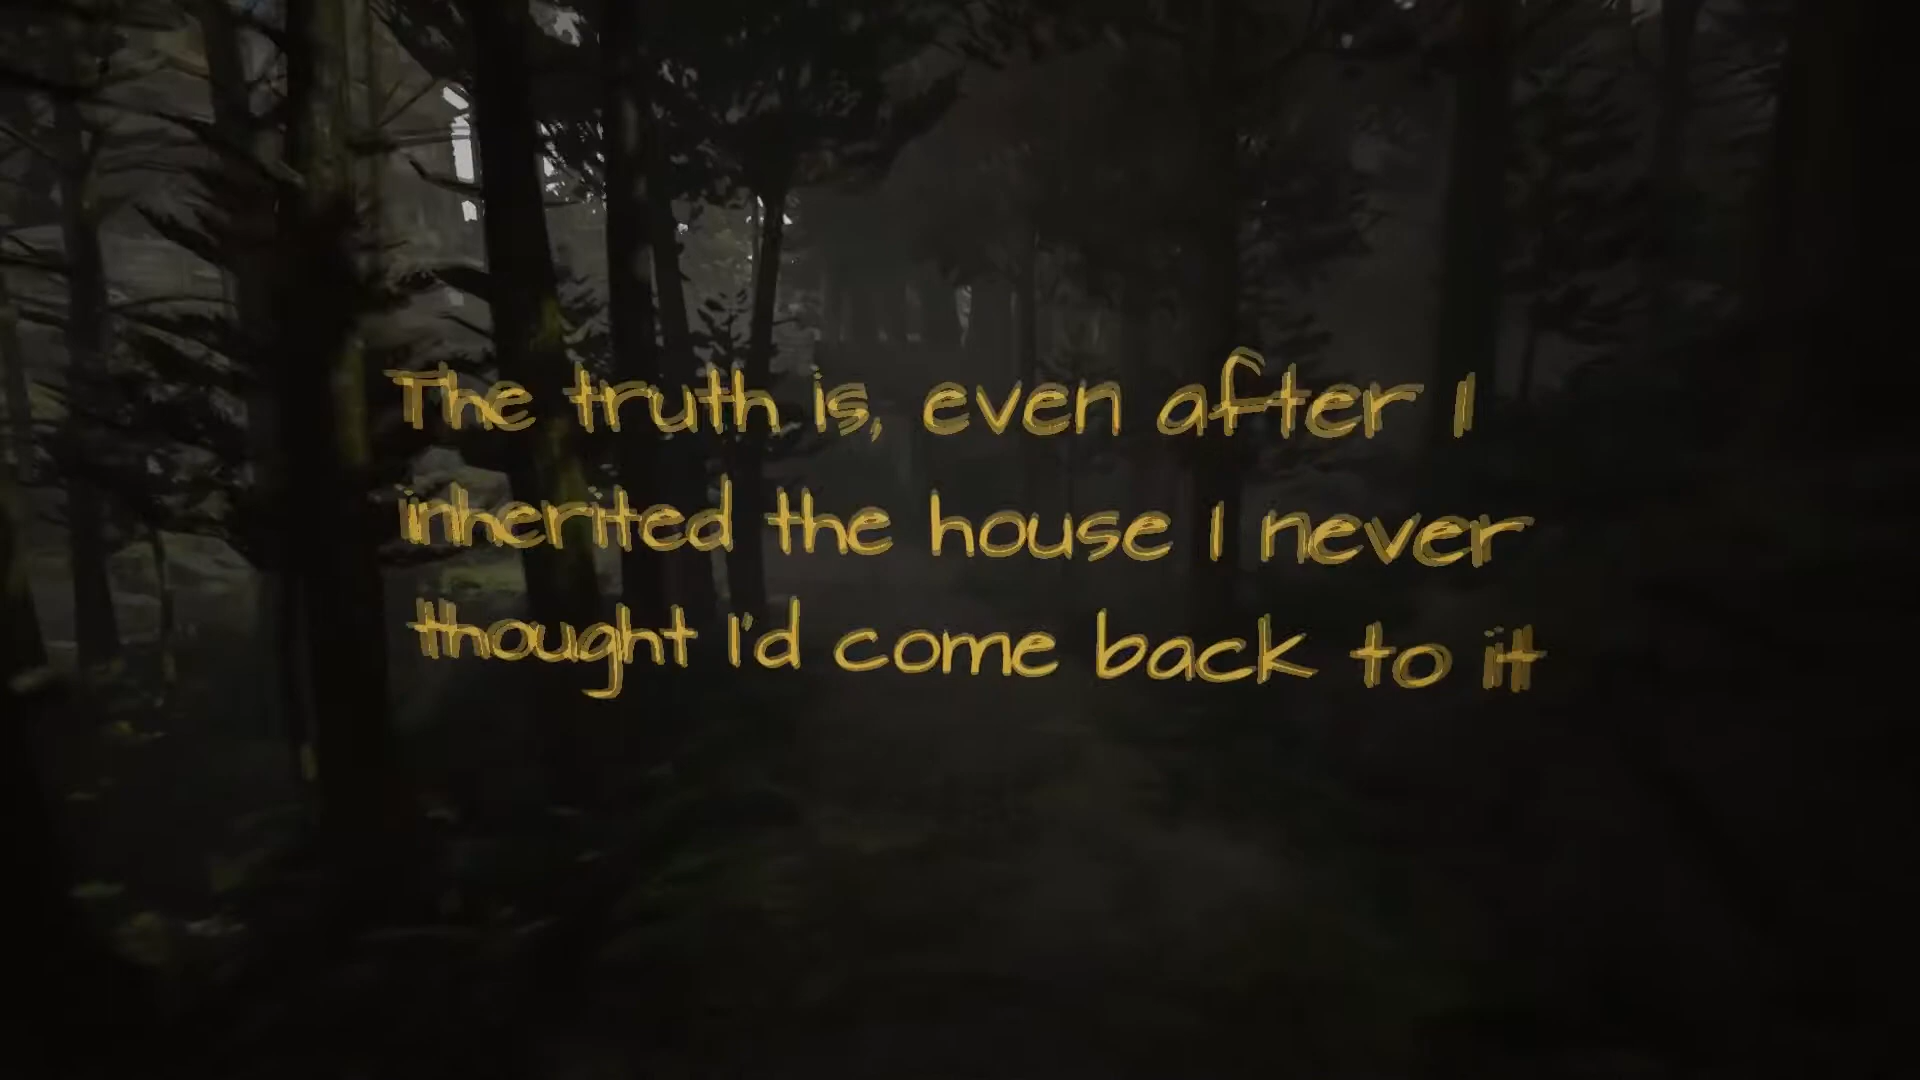 The truth is, even after I
inherited the house I never
thought I'd come back to it